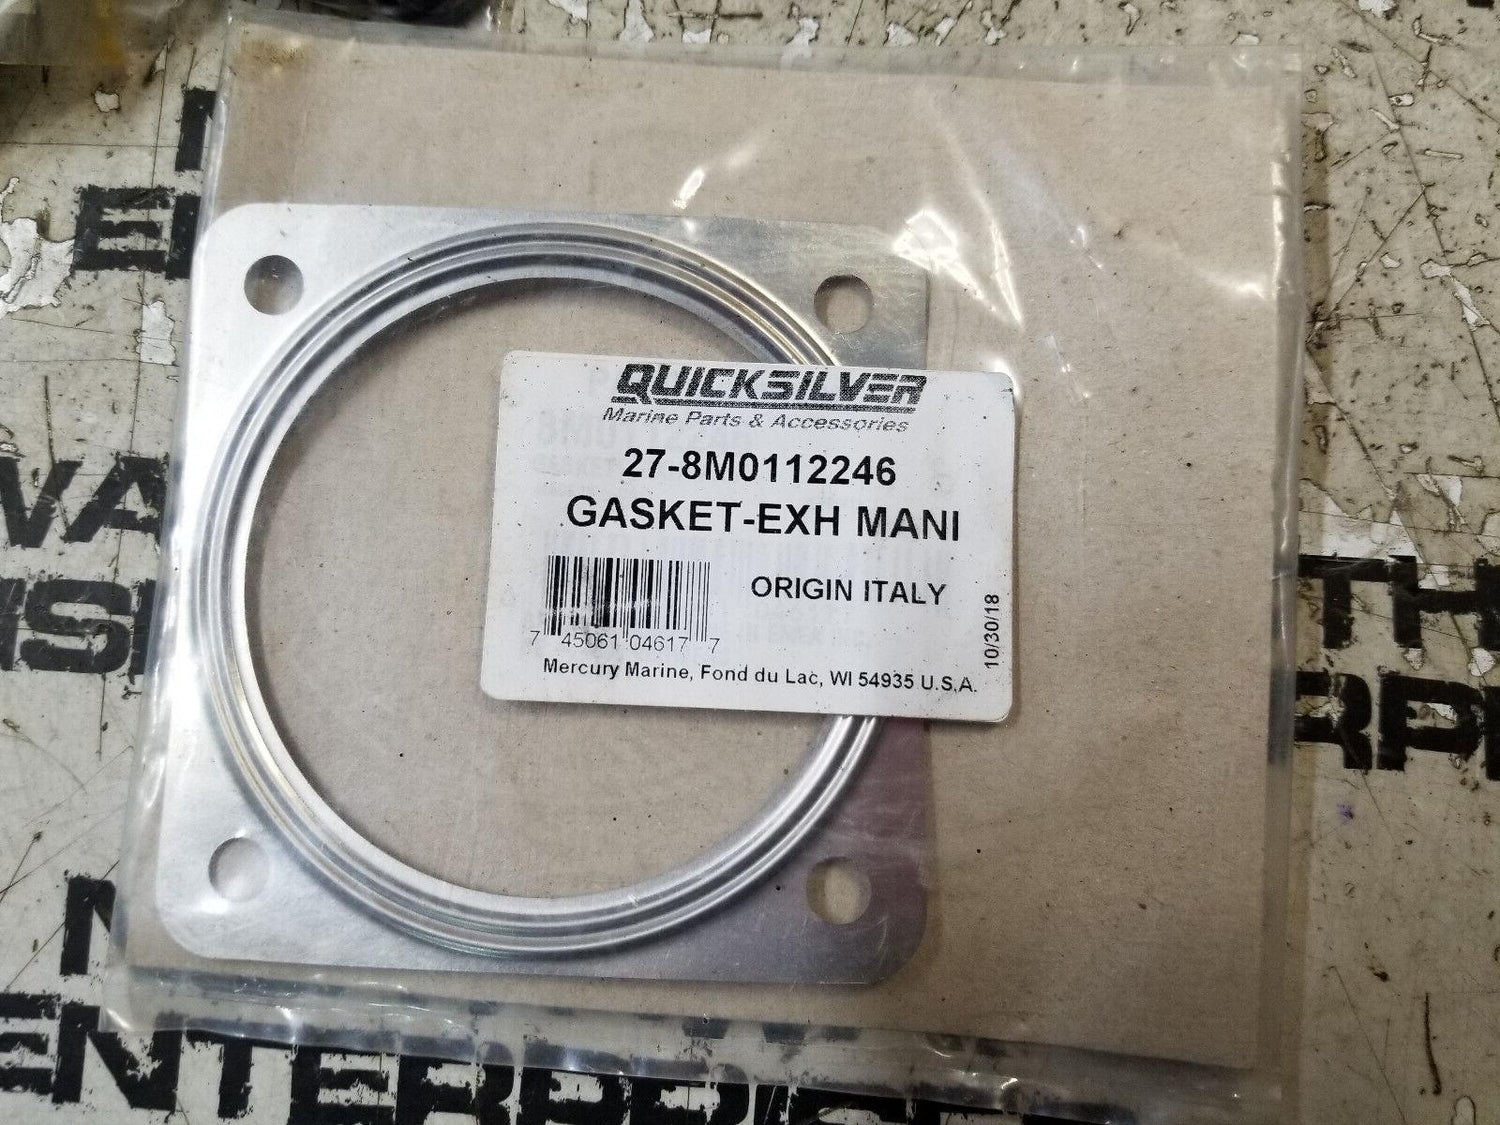 QUICKSILVER
Marine Parts & Accessories
27-8M0112246
GASKET-EXH MANI
ORIGIN ITALY
7 45061 04617 7
10/30/18
Mercury Marine, Fond du Lac, WI 54935 U.S.A.